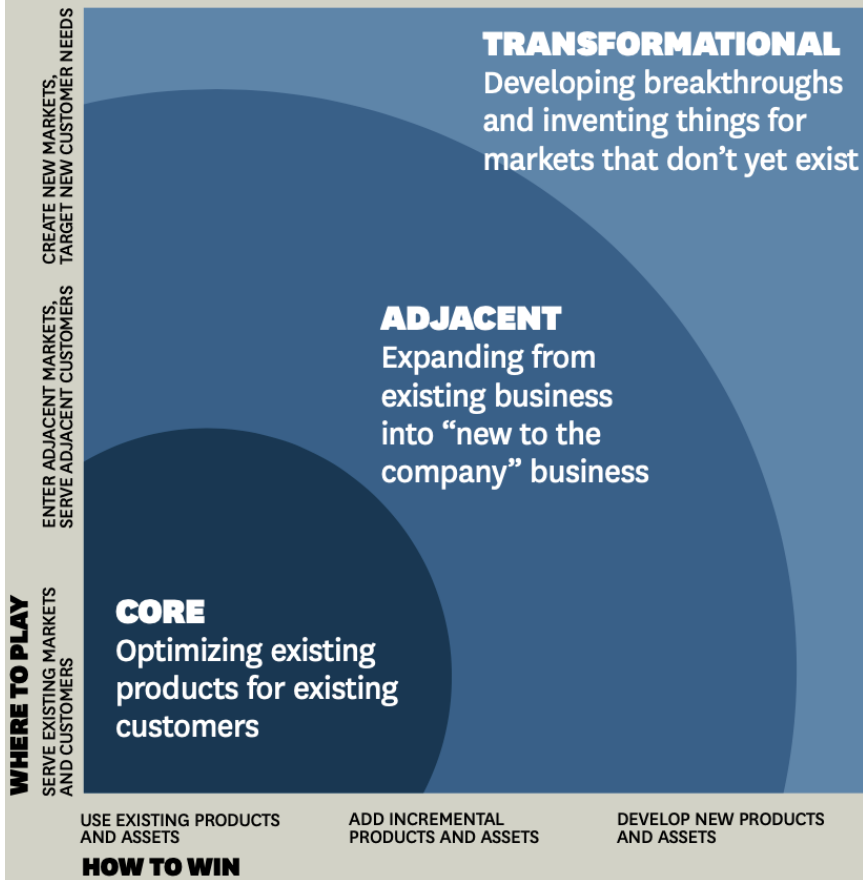 TRANSFORMATIONAL
Developing breakthroughs
and inventing things for
markets that don’t yet exist
ADJACENT
Expanding from
existing business
into “new to the
company” business
CORE
Optimizing existing
products for existing
customers
WHERE TO PLAY
CREATE NEW MARKETS,
TARGET NEW CUSTOMER NEEDS
ENTER ADJACENT MARKETS,
SERVE ADJACENT CUSTOMERS
SERVE EXISTING MARKETS
AND CUSTOMERS
USE EXISTING PRODUCTS
AND ASSETS
ADD INCREMENTAL
PRODUCTS AND ASSETS
DEVELOP NEW PRODUCTS
AND ASSETS
HOW TO WIN